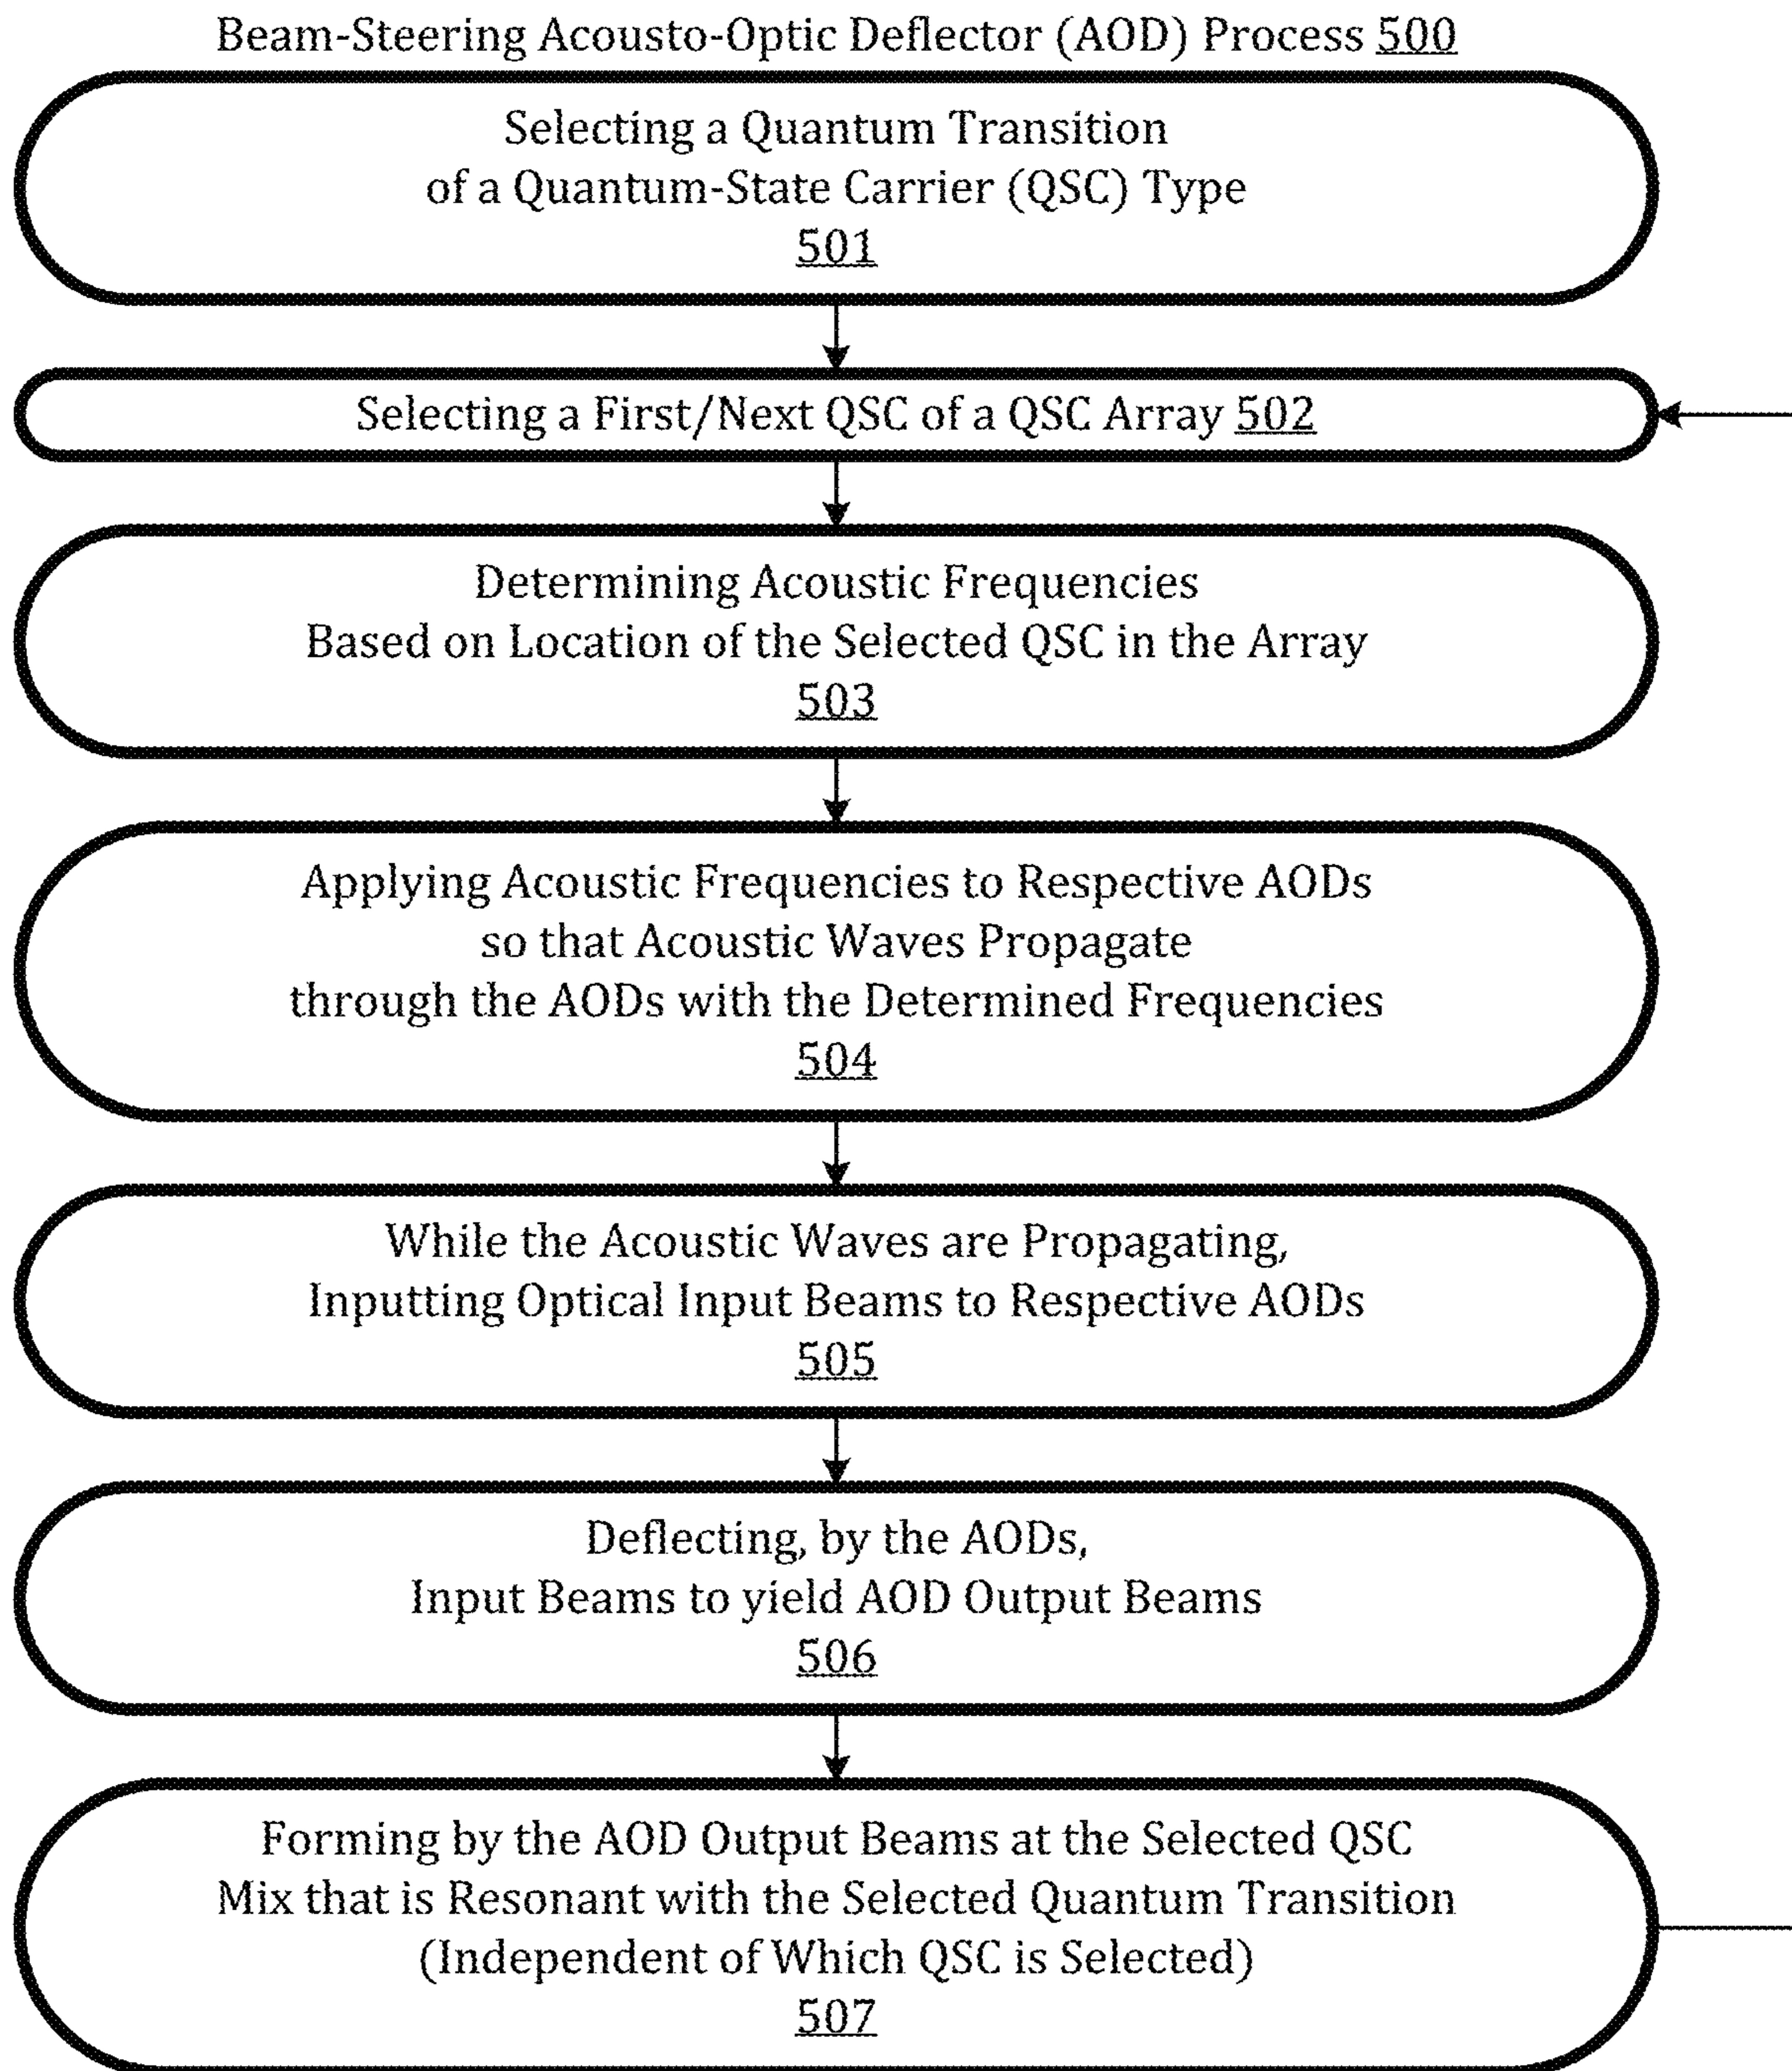 Beam-Steering Acousto-Optic Deflector (AOD) Process 500
Selecting a Quantum Transition
of a Quantum-State Carrier (QSC) Type
501
Selecting a First/Next QSC of a QSC Array 502
Determining Acoustic Frequencies
Based on Location of the Selected QSC in the Array
503
Applying Acoustic Frequencies to Respective AODs
so that Acoustic Waves Propagate
through the AODs with the Determined Frequencies
504
While the Acoustic Waves are Propagating,
Inputting Optical Input Beams to Respective AODs
505
Deflecting, by the AODs,
Input Beams to yield AOD Output Beams
506
Forming by the AOD Output Beams at the Selected QSC
Mix that is Resonant with the Selected Quantum Transition
(Independent of Which QSC is Selected)
507